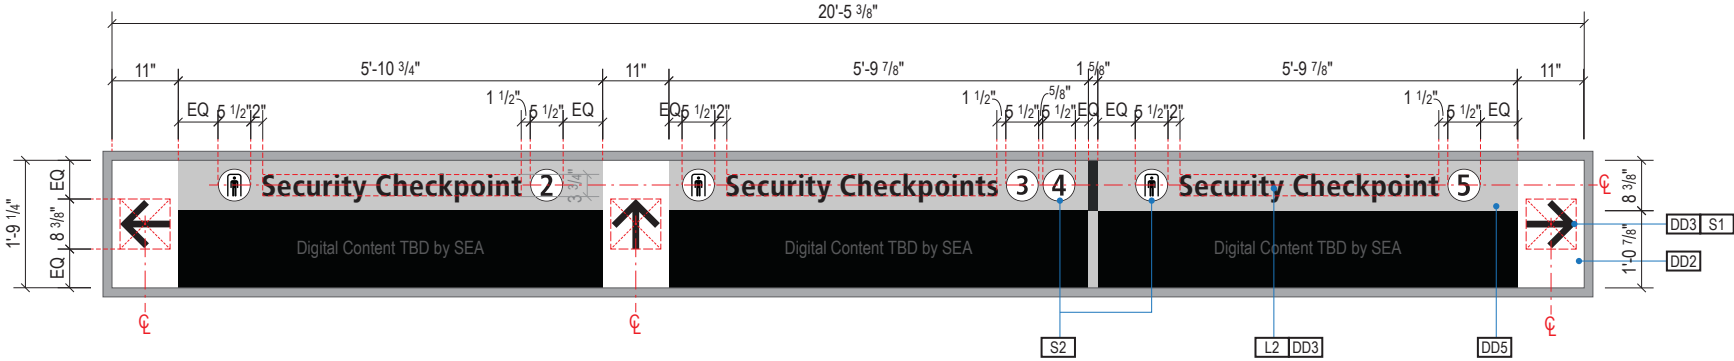 20'-5 3/8"
11" 5'-10 3/4" 11" 5'-9 7/8" 1 5/8" 5'-9 7/8" 11"
EQ 5 1/2" 2" 1 1/2" 5 1/2" EQ EQ 5 1/2" 2" 1 1/2" 5 1/2" 5/8" 5 1/2" EQ EQ 5 1/2" 2" 1 1/2" 5 1/2" EQ
1'-9 1/4"
EQ
8 3/8"
EQ
Security Checkpoint 2
3 3/4"
Security Checkpoints 3 4
Security Checkpoint 5
8 3/8"
1'-0 7/8"
Digital Content TBD by SEA
Digital Content TBD by SEA
Digital Content TBD by SEA
℄
DD3 S1
DD2
℄
℄
℄
S2
L2 DD3
DD5